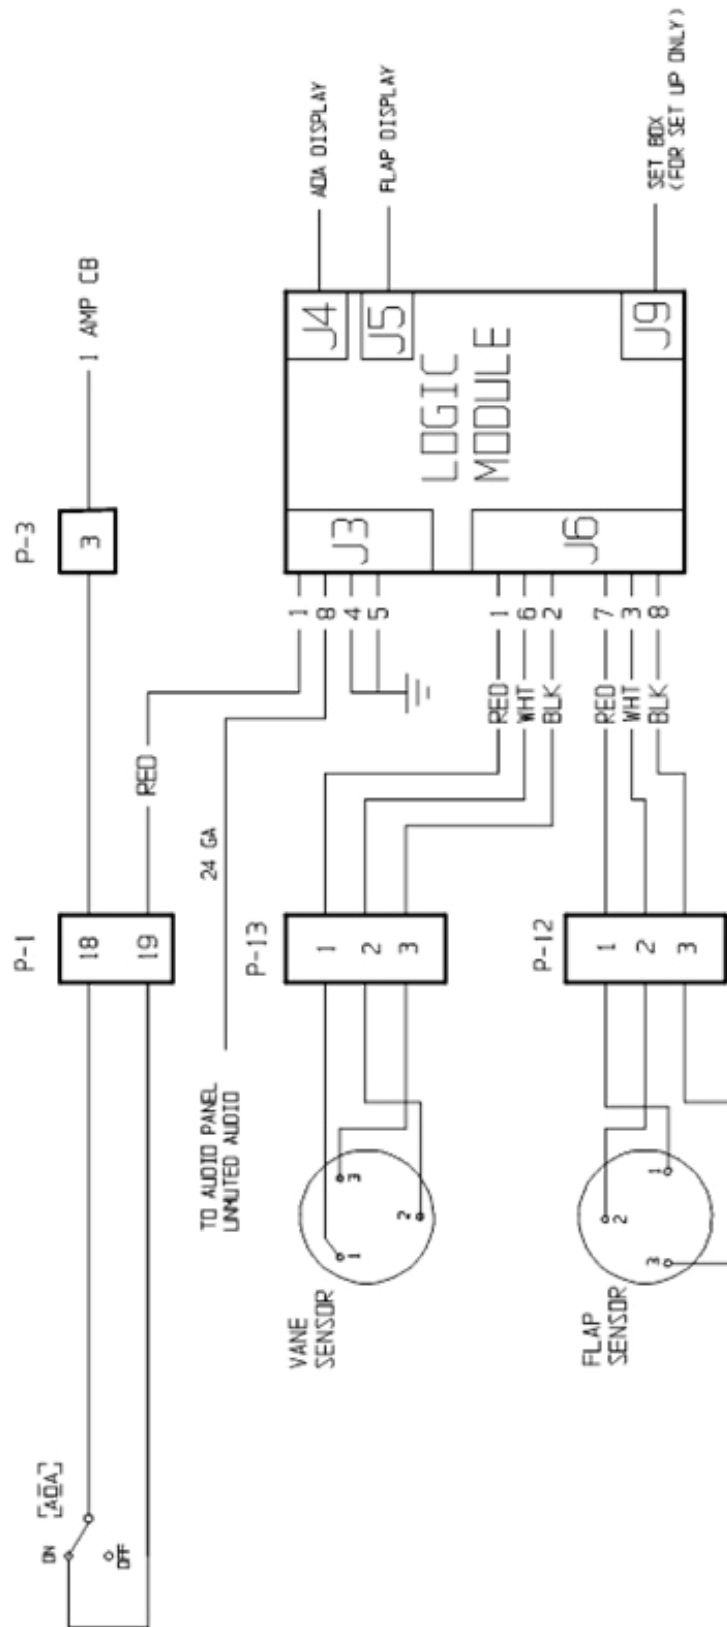 ADA DISPLAY
FLAP DISPLAY
SET BOX
(FOR SET UP ONLY)
1 AMP CB
J4
J5
J9
LOGIC
MODULE
P-3
3
J3
J6
1
8
4
5
1
6
2
7
3
8
RED
WHT
BLK
RED
WHT
BLK
RED
24 GA
P-1
18
19
P-13
1
2
3
P-12
1
2
3
TO AUDIO PANEL
UNMUTED AUDIO
3
2
1
VANE
SENSOR
1
2
3
FLAP
SENSOR
[AOA]
ON
OFF